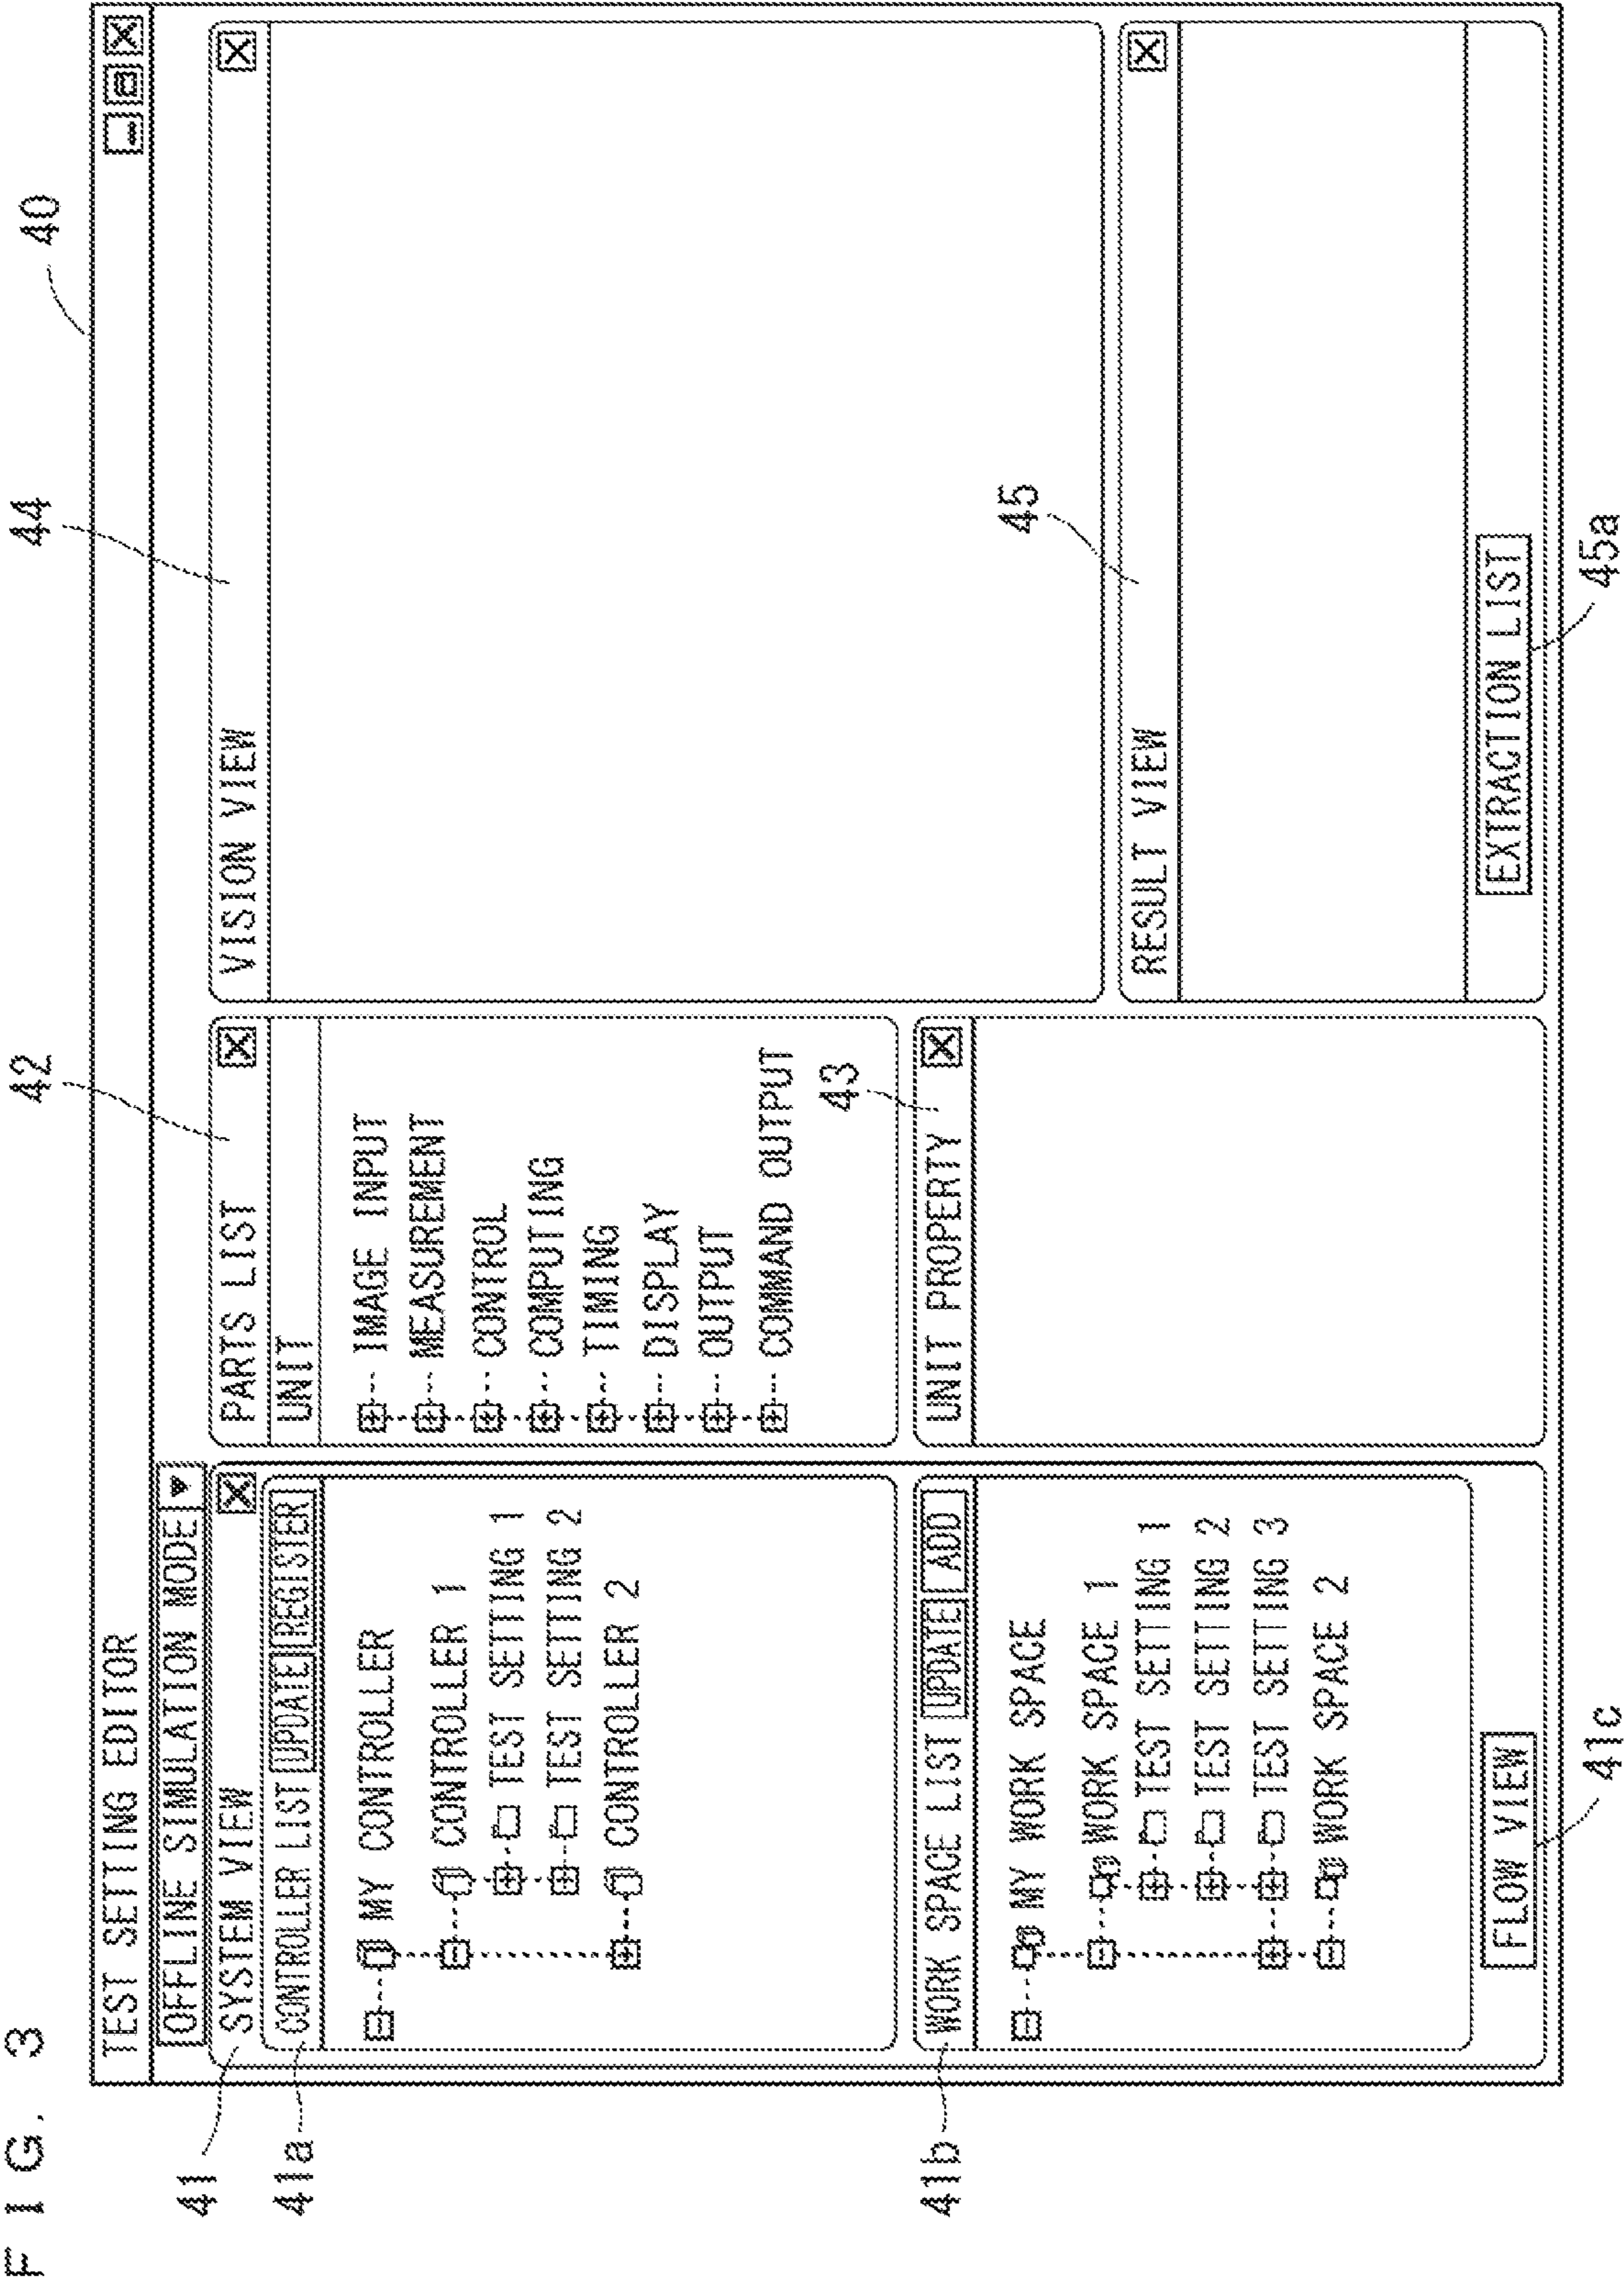 FIG. 3
40
TEST SETTING EDITOR
OFFLINE SIMULATION MODE
41
SYSTEM VIEW
41a
CONTROLLER LIST UPDATE REGISTER
MY CONTROLLER
CONTROLLER 1
TEST SETTING 1
TEST SETTING 2
CONTROLLER 2
41b
WORK SPACE LIST UPDATE ADD
MY WORK SPACE
WORK SPACE 1
TEST SETTING 1
TEST SETTING 2
TEST SETTING 3
WORK SPACE 2
FLOW VIEW
41c
42
PARTS LIST
UNIT
IMAGE INPUT
MEASUREMENT
CONTROL
COMPUTING
TIMING
DISPLAY
OUTPUT
COMMAND OUTPUT
43
UNIT PROPERTY
44
VISION VIEW
45
RESULT VIEW
EXTRACTION LIST
45a